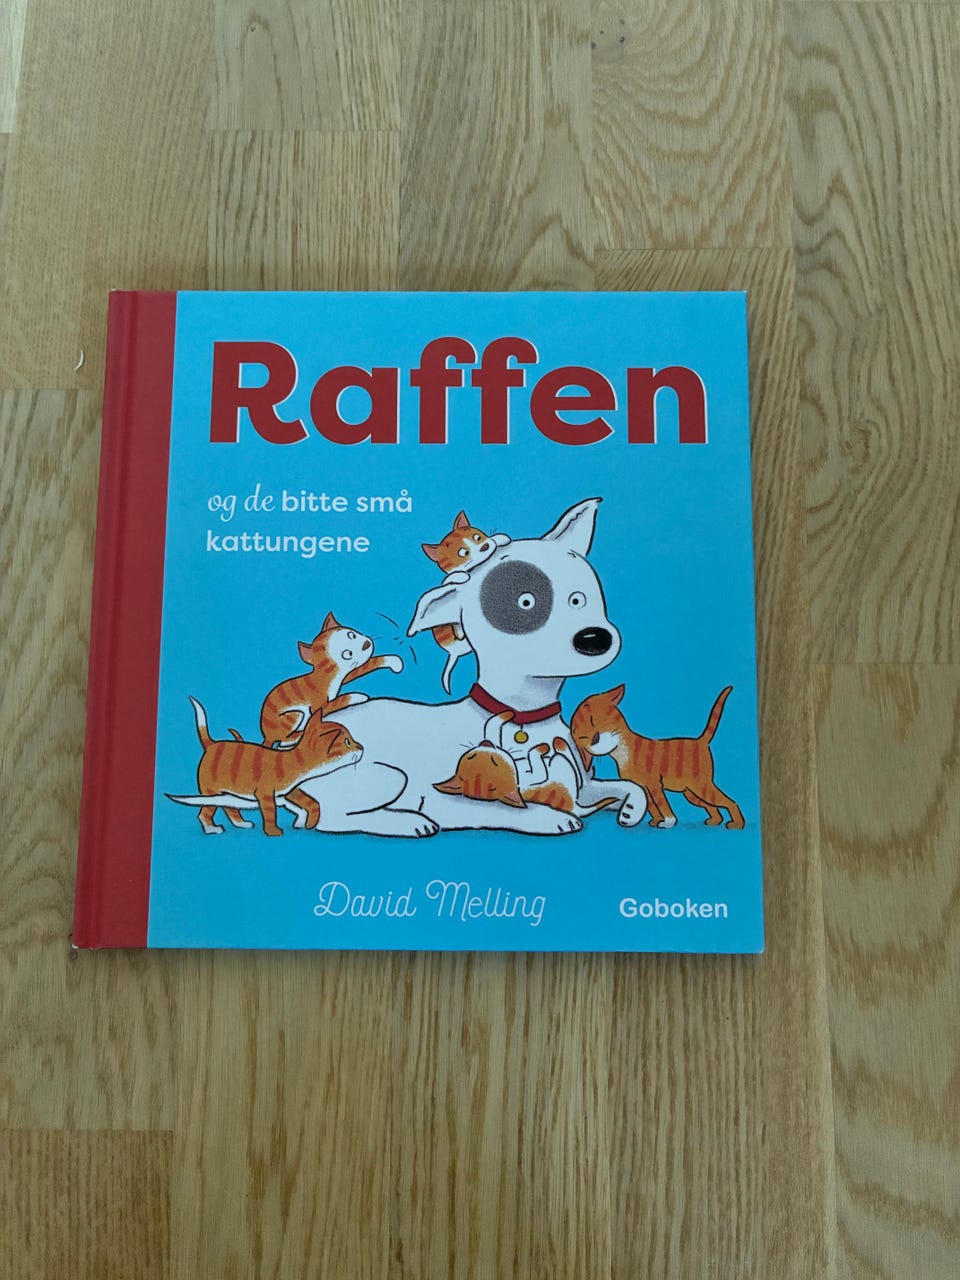 Raffen
og de bitte små
kattungene
David Melling
Goboken